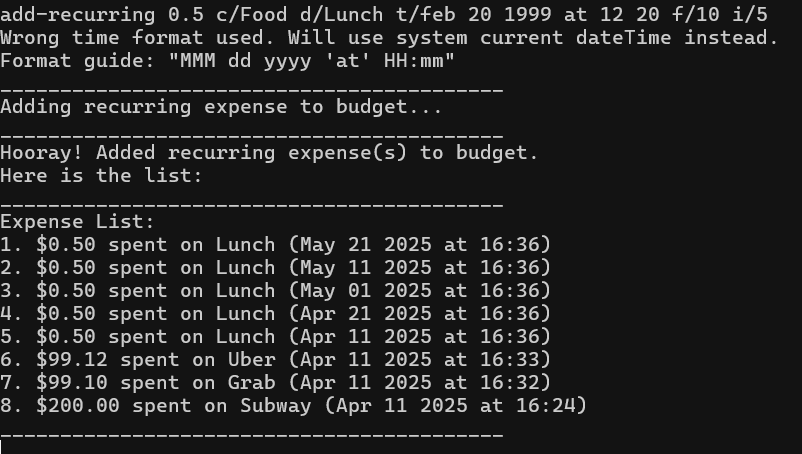 add-recurring 0.5 c/Food d/Lunch t/feb 20 1999 at 12 20 f/10 i/5
Wrong time format used. Will use system current dateTime instead.
Format guide: "MMM dd yyyy 'at' HH:mm"
__________________________________________
Adding recurring expense to budget...
__________________________________________
Hooray! Added recurring expense(s) to budget.
Here is the list:
__________________________________________
Expense List:
1. $0.50 spent on Lunch (May 21 2025 at 16:36)
2. $0.50 spent on Lunch (May 11 2025 at 16:36)
3. $0.50 spent on Lunch (May 01 2025 at 16:36)
4. $0.50 spent on Lunch (Apr 21 2025 at 16:36)
5. $0.50 spent on Lunch (Apr 11 2025 at 16:36)
6. $99.12 spent on Uber (Apr 11 2025 at 16:33)
7. $99.10 spent on Grab (Apr 11 2025 at 16:32)
8. $200.00 spent on Subway (Apr 11 2025 at 16:24)
__________________________________________